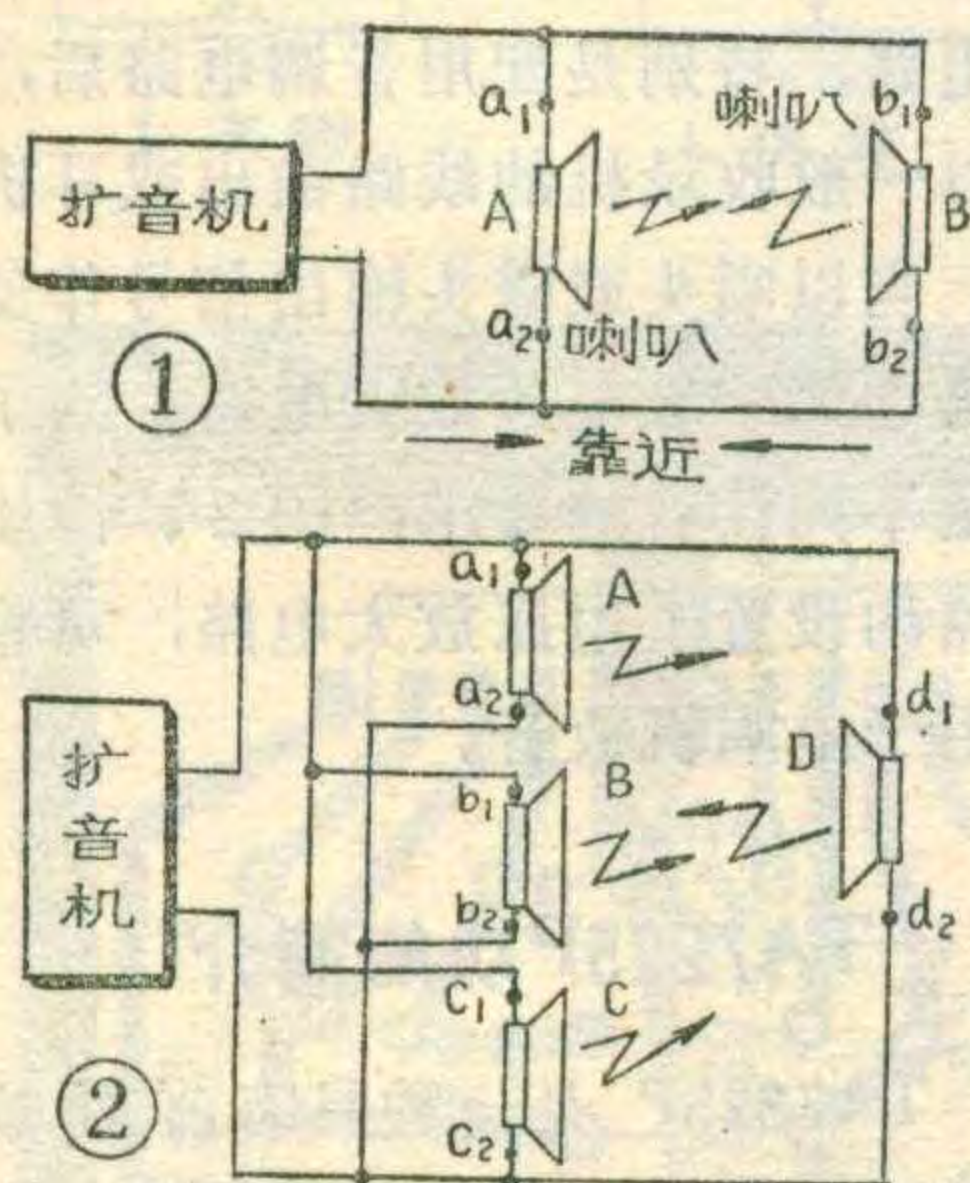 a₁ 喇叭 b₁
扩音机 A B
a₂ 喇叭 b₂
①
靠近
a₁ A
a₂ d₁
扩音机 b₁ B D
b₂ d₂
C₁ C
②
C₂